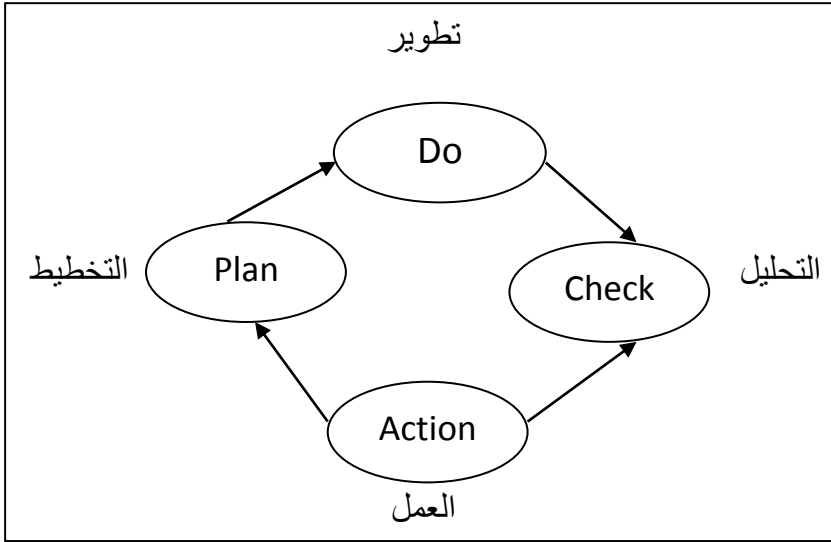 تطوير
Do
التخطيط
Plan
Check
التحليل
Action
العمل